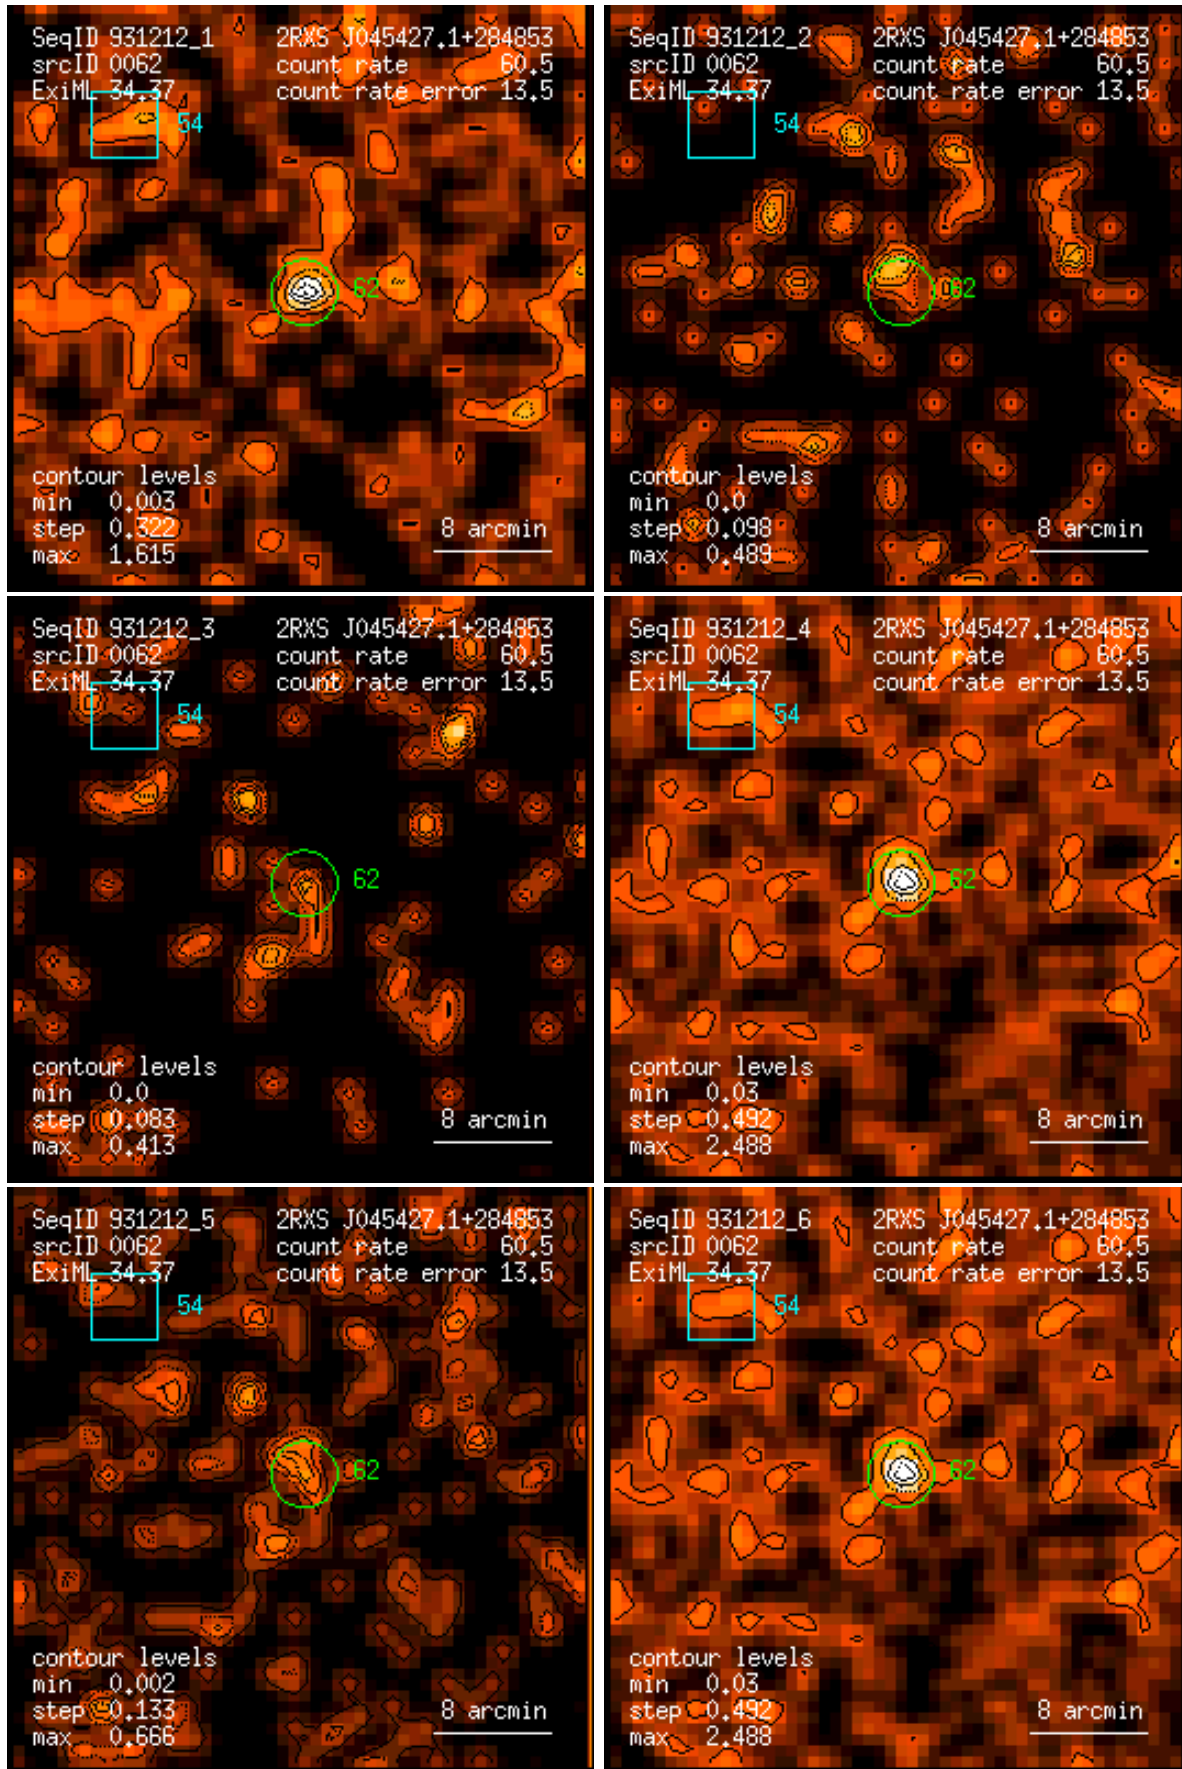 SeqID 931212_1 2RXS J045427.1+284853
srcID 0062 count rate 60.5
ExiML 34.37 count rate error 13.5
54
62
contour levels
min 0.003
step 0.322 8 arcmin
max 1.615
SeqID 931212_2 2RXS J045427.1+284853
srcID 0062 count rate 60.5
ExiML 34.37 count rate error 13.5
54
62
contour levels
min 0.0
step 0.098 8 arcmin
max 0.489
SeqID 931212_3 2RXS J045427.1+284853
srcID 0062 count rate 60.5
ExiML 34.37 count rate error 13.5
54
62
contour levels
min 0.0
step 0.083 8 arcmin
max 0.413
SeqID 931212_4 2RXS J045427.1+284853
srcID 0062 count rate 60.5
ExiML 34.37 count rate error 13.5
54
62
contour levels
min 0.03
step 0.492 8 arcmin
max 2.488
SeqID 931212_5 2RXS J045427.1+284853
srcID 0062 count rate 60.5
ExiML 34.37 count rate error 13.5
54
62
contour levels
min 0.002
step 0.133 8 arcmin
max 0.666
SeqID 931212_6 2RXS J045427.1+284853
srcID 0062 count rate 60.5
ExiML 34.37 count rate error 13.5
54
62
contour levels
min 0.03
step 0.492 8 arcmin
max 2.488